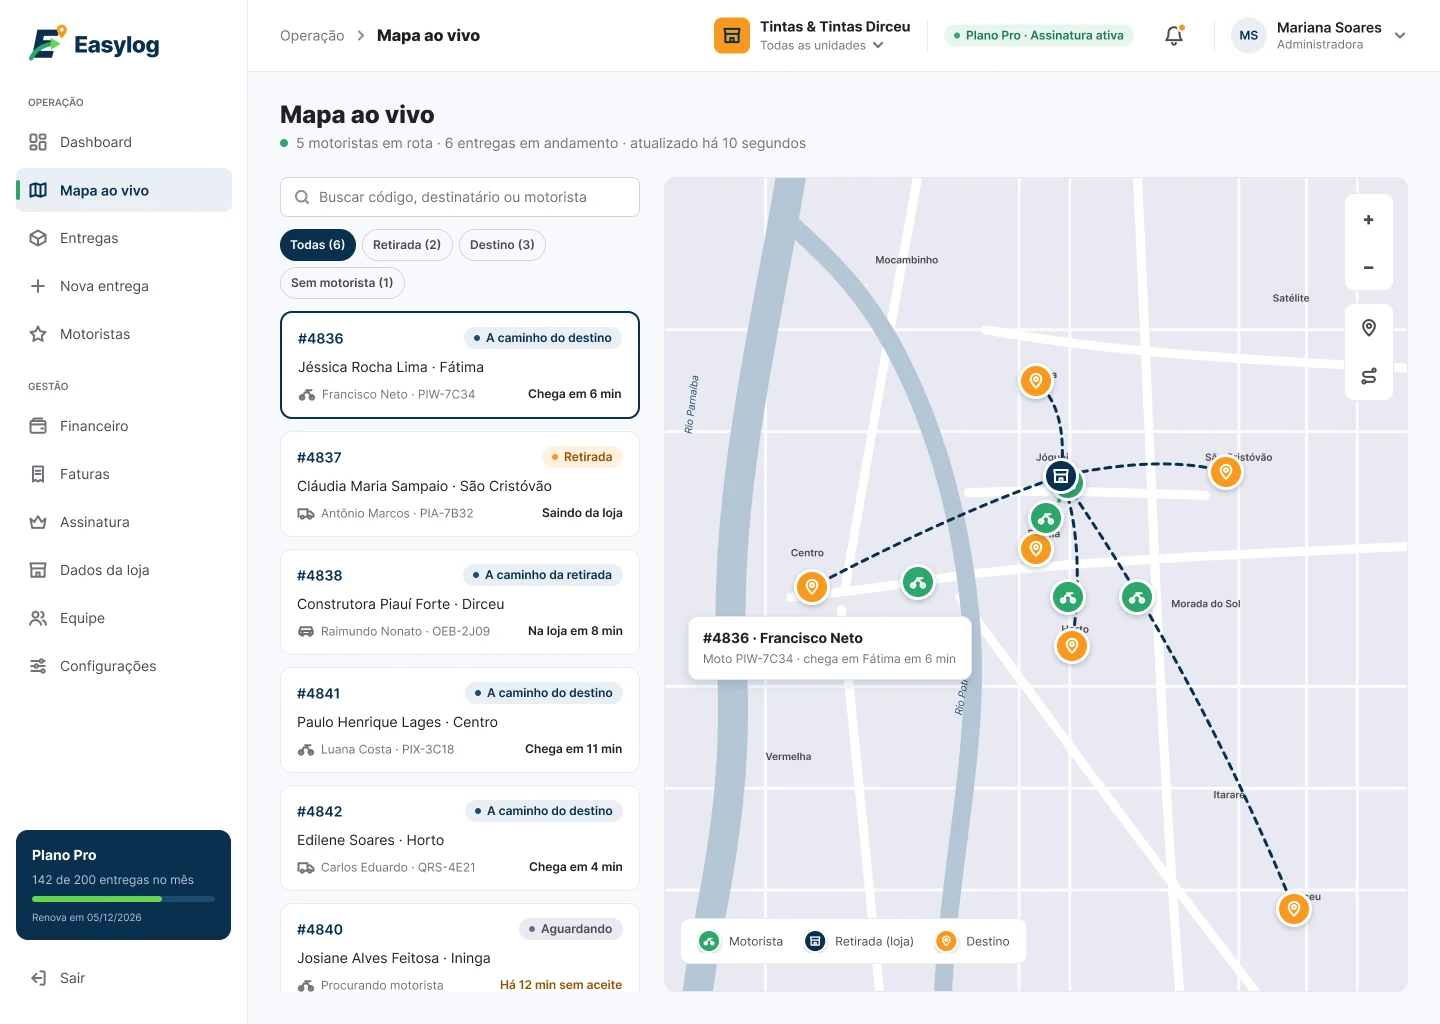 Easylog
OPERAÇÃO
Dashboard
Mapa ao vivo
Entregas
Nova entrega
Motoristas
GESTÃO
Financeiro
Faturas
Assinatura
Dados da loja
Equipe
Configurações
Plano Pro
142 de 200 entregas no mês
Renova em 05/12/2026
Sair
Operação
Mapa ao vivo
Tintas & Tintas Dirceu
Todas as unidades
Plano Pro · Assinatura ativa
MS
Mariana Soares
Administradora
Mapa ao vivo
5 motoristas em rota · 6 entregas em andamento · atualizado há 10 segundos
Buscar código, destinatário ou motorista
Todas (6)
Retirada (2)
Destino (3)
Sem motorista (1)
#4836
A caminho do destino
Jéssica Rocha Lima · Fátima
Francisco Neto · PIW-7C34
Chega em 6 min
#4837
Retirada
Cláudia Maria Sampaio · São Cristóvão
Antônio Marcos · PIA-7B32
Saindo da loja
#4838
A caminho da retirada
Construtora Piauí Forte · Dirceu
Raimundo Nonato · OEB-2J09
Na loja em 8 min
#4841
A caminho do destino
Paulo Henrique Lages · Centro
Luana Costa · PIX-3C18
Chega em 11 min
#4842
A caminho do destino
Edilene Soares · Horto
Carlos Eduardo · QRS-4E21
Chega em 4 min
#4840
Aguardando
Josiane Alves Feitosa · Ininga
Procurando motorista
Há 12 min sem aceite
Mocambinho
Satélite
+
−
Rio Parnaíba
Centro
Morada do Sol
#4836 · Francisco Neto
Moto PIW-7C34 · chega em Fátima em 6 min
Vermelha
Itararé
Motorista
Retirada (loja)
Destino